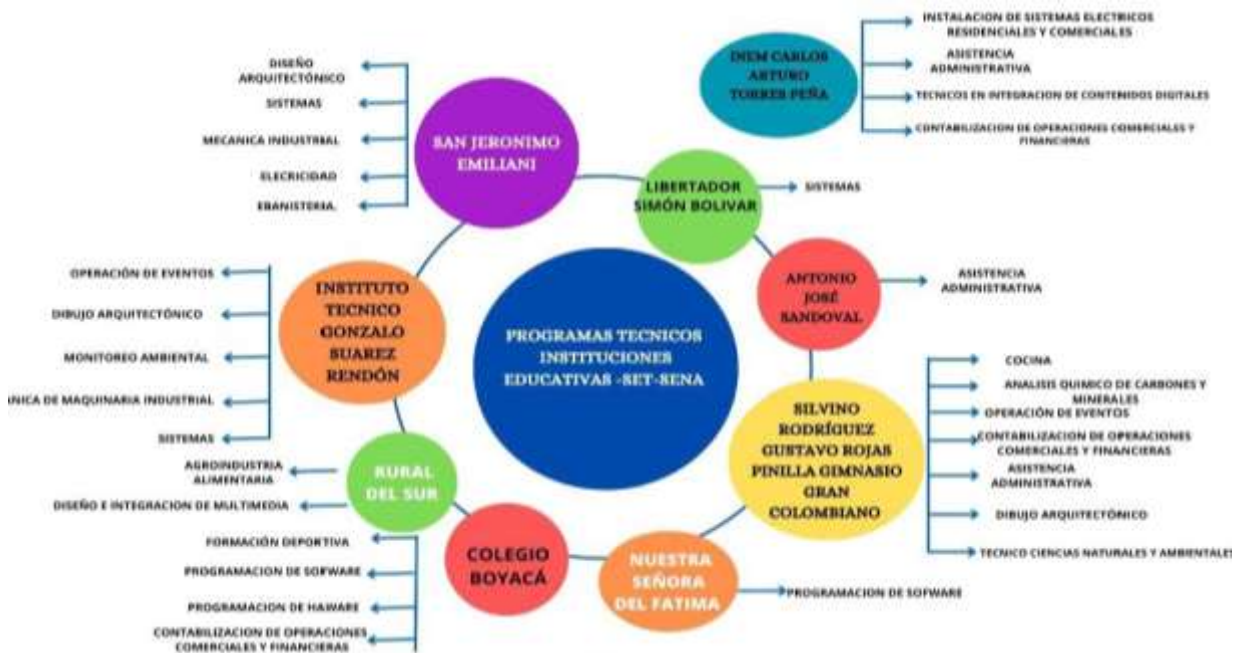 INSTALACION DE SISTEMAS ELECTRICOS
RESIDENCIALES Y COMERCIALES
ASISTENCIA
ADMINISTRATIVA
TECNICOS EN INTEGRACION DE CONTENIDOS DIGITALES
CONTABILIZACION DE OPERACIONES COMERCIALES Y
FINANCIERAS
CARLOS
ARTURO
TORRES PEÑA
DISEÑO
ARQUITECTÓNICO
SISTEMAS
MECANICA INDUSTRIAL
ELECRICIDAD
EBANISTERIA.
SAN JERONIMO
EMILIANI
LIBERTADOR
SIMÓN BOLIVAR
SISTEMAS
ANTONIO
JOSÉ
SANDOVAL
ASISTENCIA
ADMINISTRATIVA
OPERACIÓN DE EVENTOS
DIBUJO ARQUITECTÓNICO
MONITOREO AMBIENTAL
NICA DE MAQUINARIA INDUSTRIAL
SISTEMAS
INSTITUTO
TECNICO
GONZALO
SUAREZ
RENDÓN
PROGRAMAS TECNICOS
INSTITUCIONES
EDUCATIVAS -SET-SENA
SILVINO
RODRÍGUEZ
GUSTAVO ROJAS
PINILLA GIMNASIO
GRAN
COLOMBIANO
COCINA
ANALISIS QUIMICO DE CARBONES Y
MINERALES
OPERACIÓN DE EVENTOS
CONTABILIZACION DE OPERACIONES
COMERCIALES Y FINANCIERAS
ASISTENCIA
ADMINISTRATIVA
DIBUJO ARQUITECTÓNICO
TECNICO CIENCIAS NATURALES Y AMBIENTALES
AGROINDUSTRIA
ALIMENTARIA
DISEÑO E INTEGRACION DE MULTIMEDIA
RURAL
DEL SUR
FORMACIÓN DEPORTIVA
PROGRAMACION DE SOFWARE
PROGRAMACION DE HAWARE
CONTABILIZACION DE OPERACIONES
COMERCIALES Y FINANCIERAS
COLEGIO
BOYACÁ
NUESTRA
SEÑORA
DEL FATIMA
PROGRAMACION DE SOFWARE